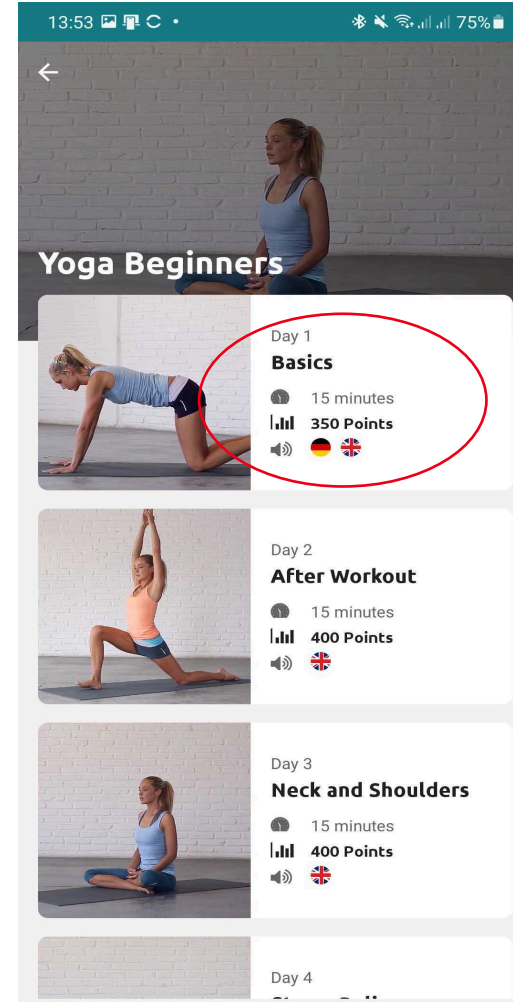 13:53
75%
Yoga Beginners
Day 1
Basics
15 minutes
350 Points
Day 2
After Workout
15 minutes
400 Points
Day 3
Neck and Shoulders
15 minutes
400 Points
Day 4